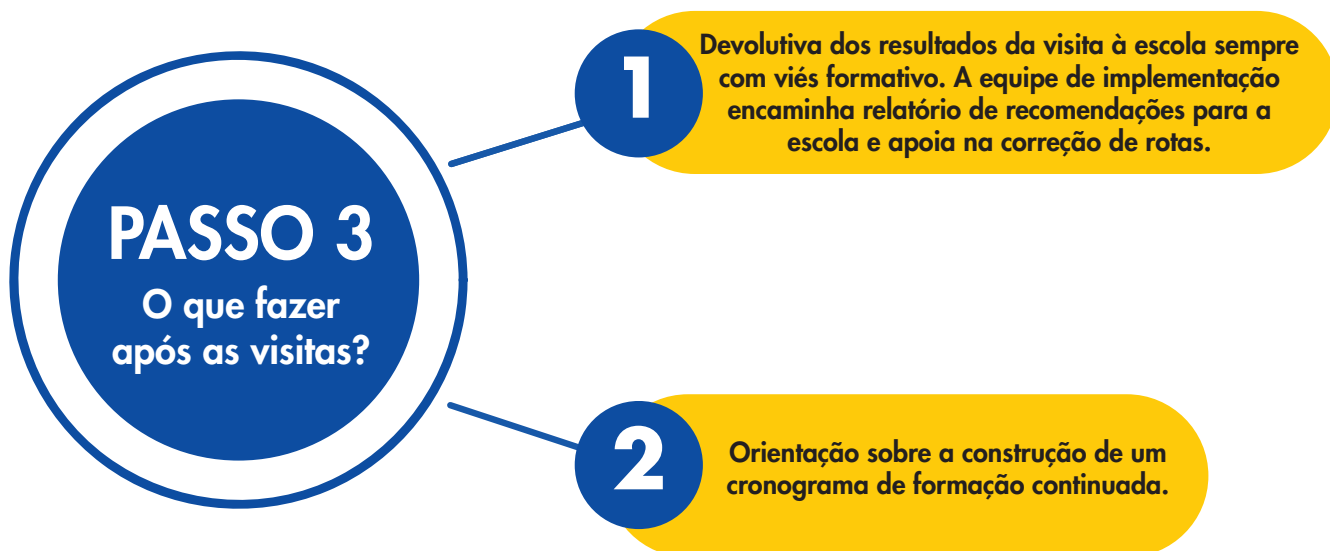 PASSO 3
O que fazer
após as visitas?
1
Devolutiva dos resultados da visita à escola sempre
com viés formativo. A equipe de implementação
encaminha relatório de recomendações para a
escola e apoia na correção de rotas.
2
Orientação sobre a construção de um
cronograma de formação continuada.